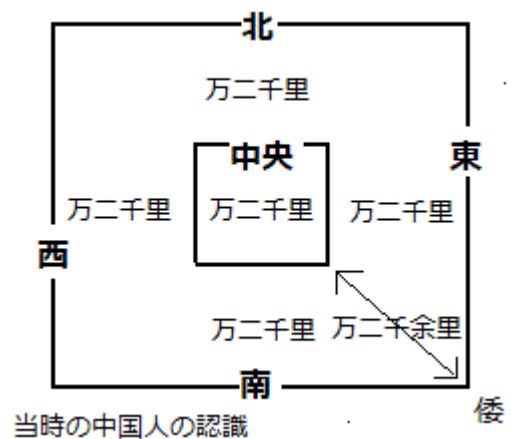 北
万二千里
中央
東
万二千里
万二千里
万二千里
西
万二千里
万二千余里
南
倭
当時の中国人の認識